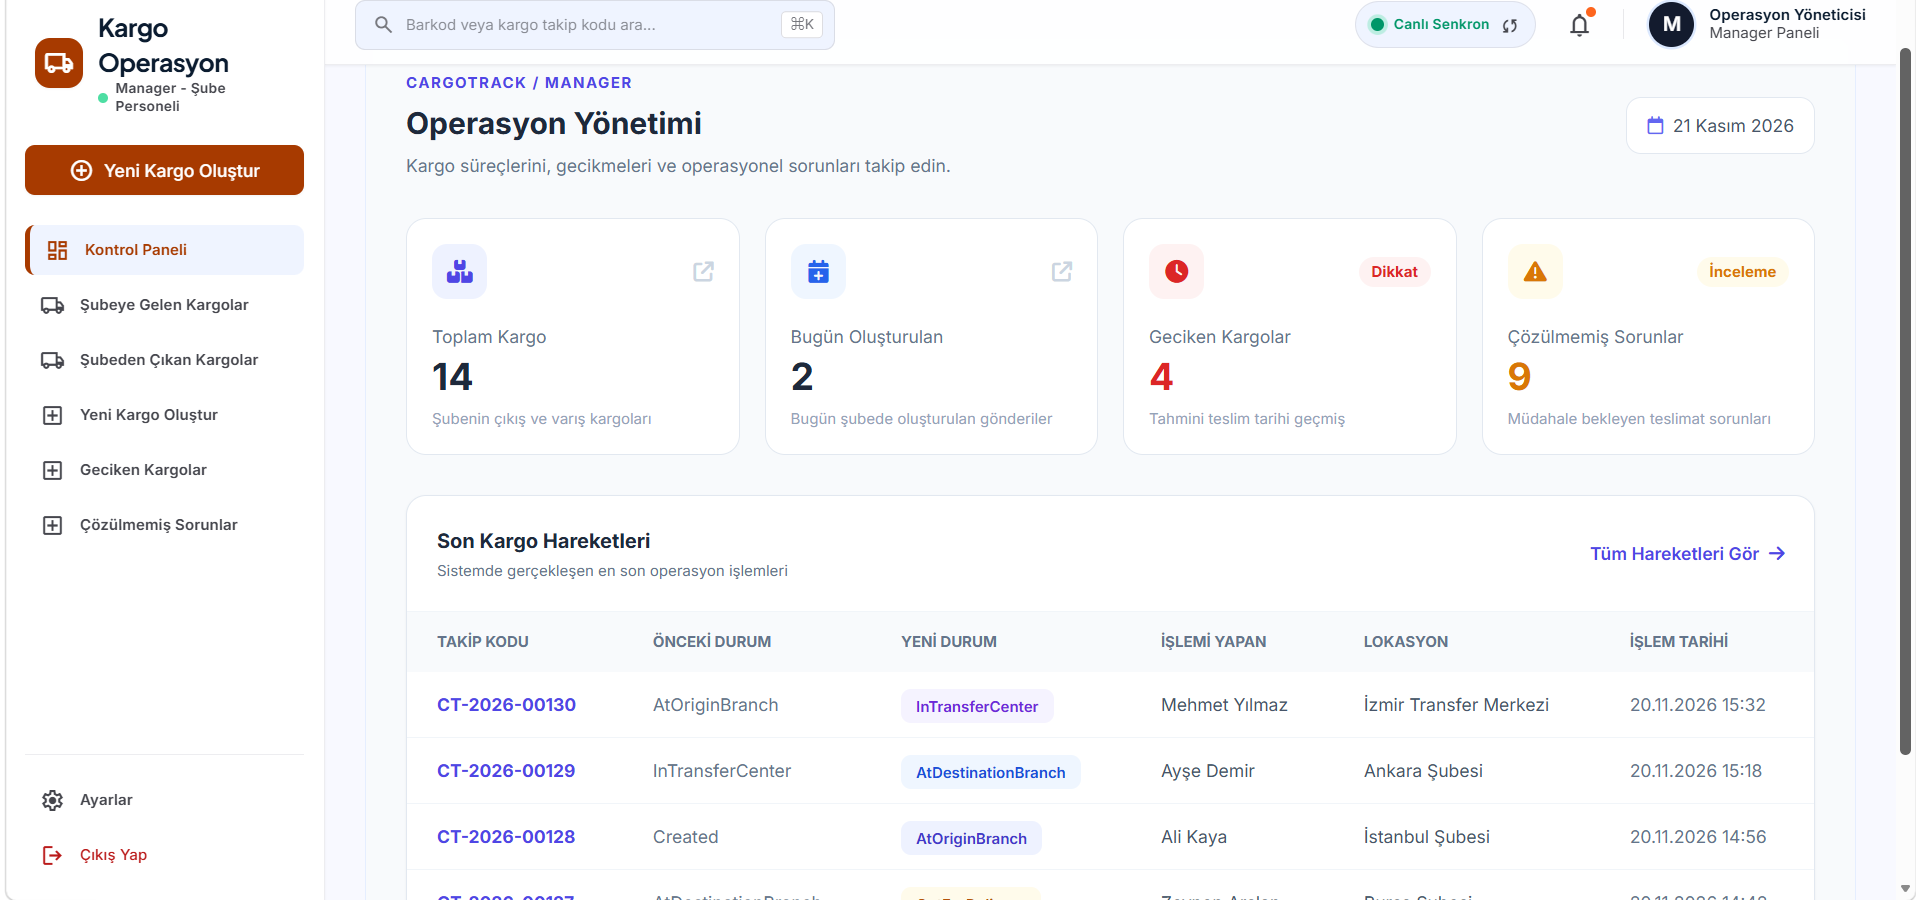 Kargo
Operasyon
Manager - Şube
Personeli
Yeni Kargo Oluştur
Kontrol Paneli
Şubeye Gelen Kargolar
Şubeden Çıkan Kargolar
Yeni Kargo Oluştur
Geciken Kargolar
Çözülmemiş Sorunlar
Ayarlar
Çıkış Yap
Barkod veya kargo takip kodu ara...
⌘K
Canlı Senkron
M
Operasyon Yöneticisi
Manager Paneli
CARGOTRACK / MANAGER
Operasyon Yönetimi
Kargo süreçlerini, gecikmeleri ve operasyonel sorunları takip edin.
21 Kasım 2026
Toplam Kargo
14
Şubenin çıkış ve varış kargoları
Bugün Oluşturulan
2
Bugün şubede oluşturulan gönderiler
Dikkat
Geciken Kargolar
4
Tahmini teslim tarihi geçmiş
İnceleme
Çözülmemiş Sorunlar
9
Müdahale bekleyen teslimat sorunları
Son Kargo Hareketleri
Sistemde gerçekleşen en son operasyon işlemleri
Tüm Hareketleri Gör
TAKİP KODU ÖNCEKİ DURUM YENİ DURUM İŞLEMİ YAPAN LOKASYON İŞLEM TARİHİ
CT-2026-00130 AtOriginBranch InTransferCenter Mehmet Yılmaz İzmir Transfer Merkezi 20.11.2026 15:32
CT-2026-00129 InTransferCenter AtDestinationBranch Ayşe Demir Ankara Şubesi 20.11.2026 15:18
CT-2026-00128 Created AtOriginBranch Ali Kaya İstanbul Şubesi 20.11.2026 14:56